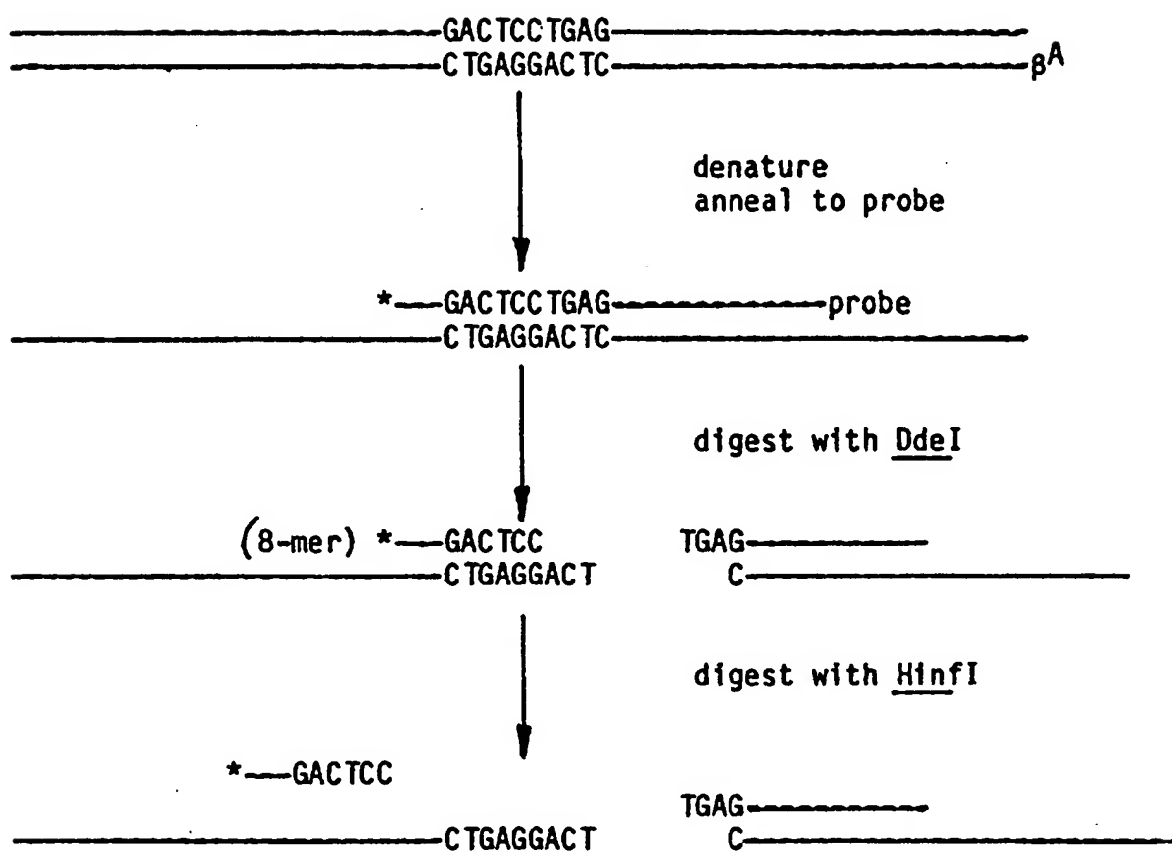 GACTCCTGAG
CTGAGGACTC βA
denature
anneal to probe
* GACTCCTGAG probe
CTGAGGACTC
digest with DdeI
(8-mer) * GACTCC TGAG
CTGAGGACT C
digest with HinfI
* GACTCC
TGAG
CTGAGGACT C